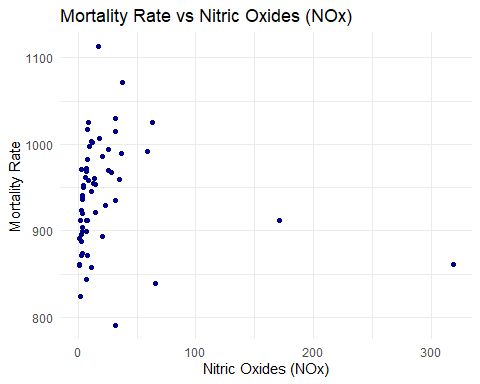 Mortality Rate vs Nitric Oxides (NOx)
1100
1000
900
800
Mortality Rate
0 100 200 300
Nitric Oxides (NOx)